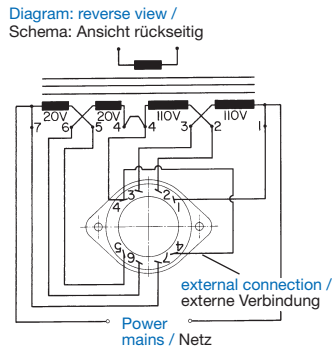 Diagram: reverse view /
Schema: Ansicht rückseitig
20V 20V 110V 110V
7 6 5 4 4 3 2 1
3 2
4 1
5 4
6 7
external connection /
externe Verbindung
Power
mains / Netz